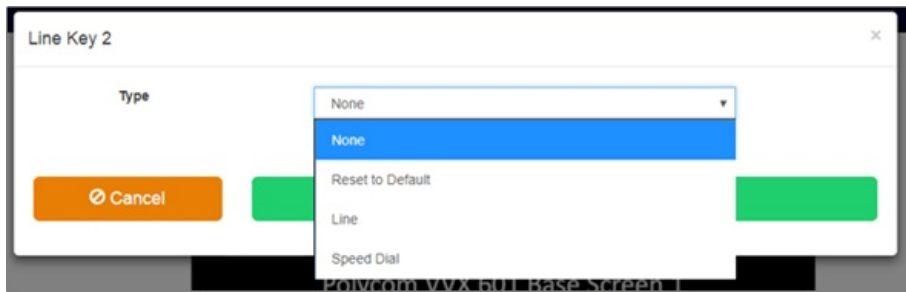 Line Key 2 ×
Type
None
None
Reset to Default
Cancel
Line
Speed Dial
Polycom VVX 601 Base Screen 1